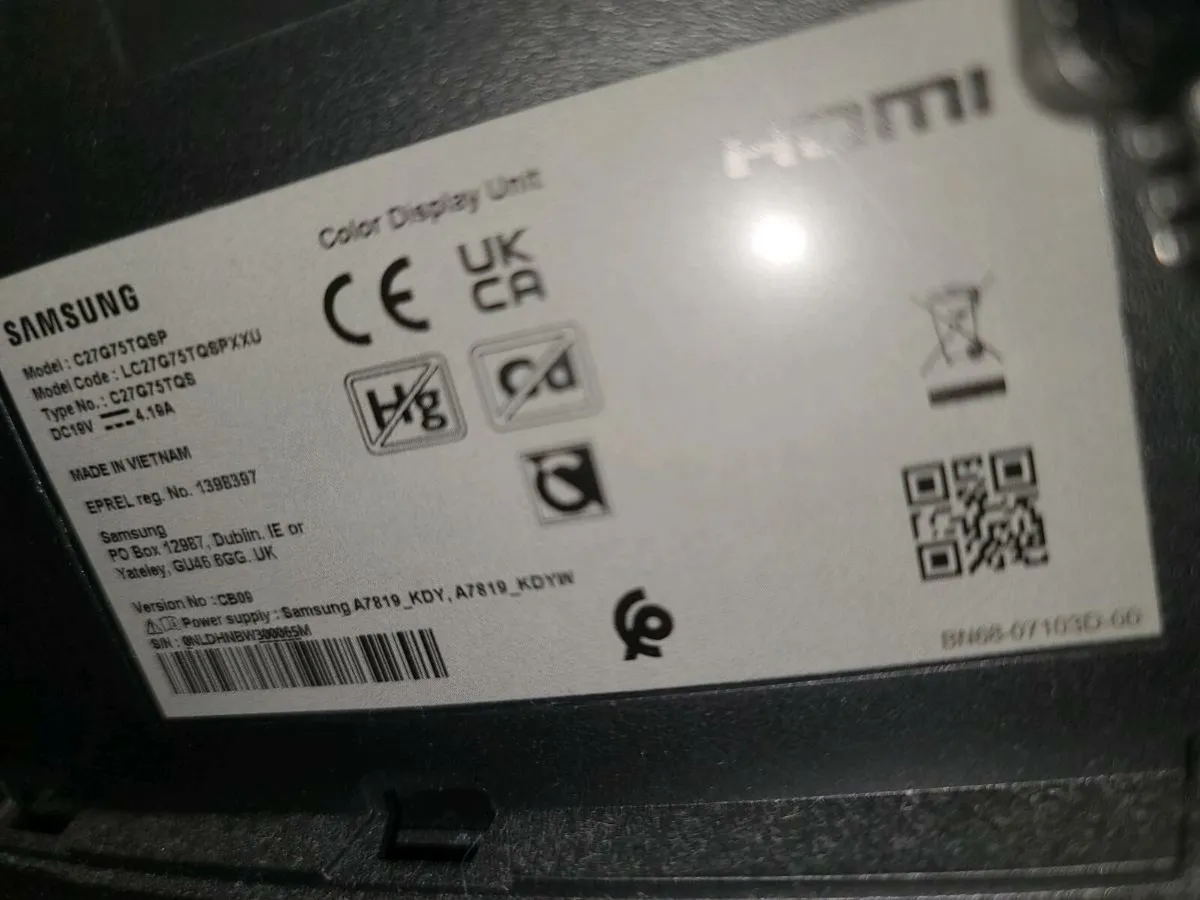 SAMSUNG
Model : C27G75TQSP
Model Code : LC27G75TQSPXXU
Type No. : C27G75TQS
DC19V 4.19A
MADE IN VIETNAM
EPREL reg. No. 1398397
Samsung
PO Box 12987, Dublin. IE or
Yateley, GU46 6GG. UK
Version No : CB09
Power supply : Samsung A7819_KDY, A7819_KDYW
S/N : 0NLDHNBW300065M
Color Display Unit
CE
UK
CA
Hg
Cd
HDMI
BN68-07103D-66